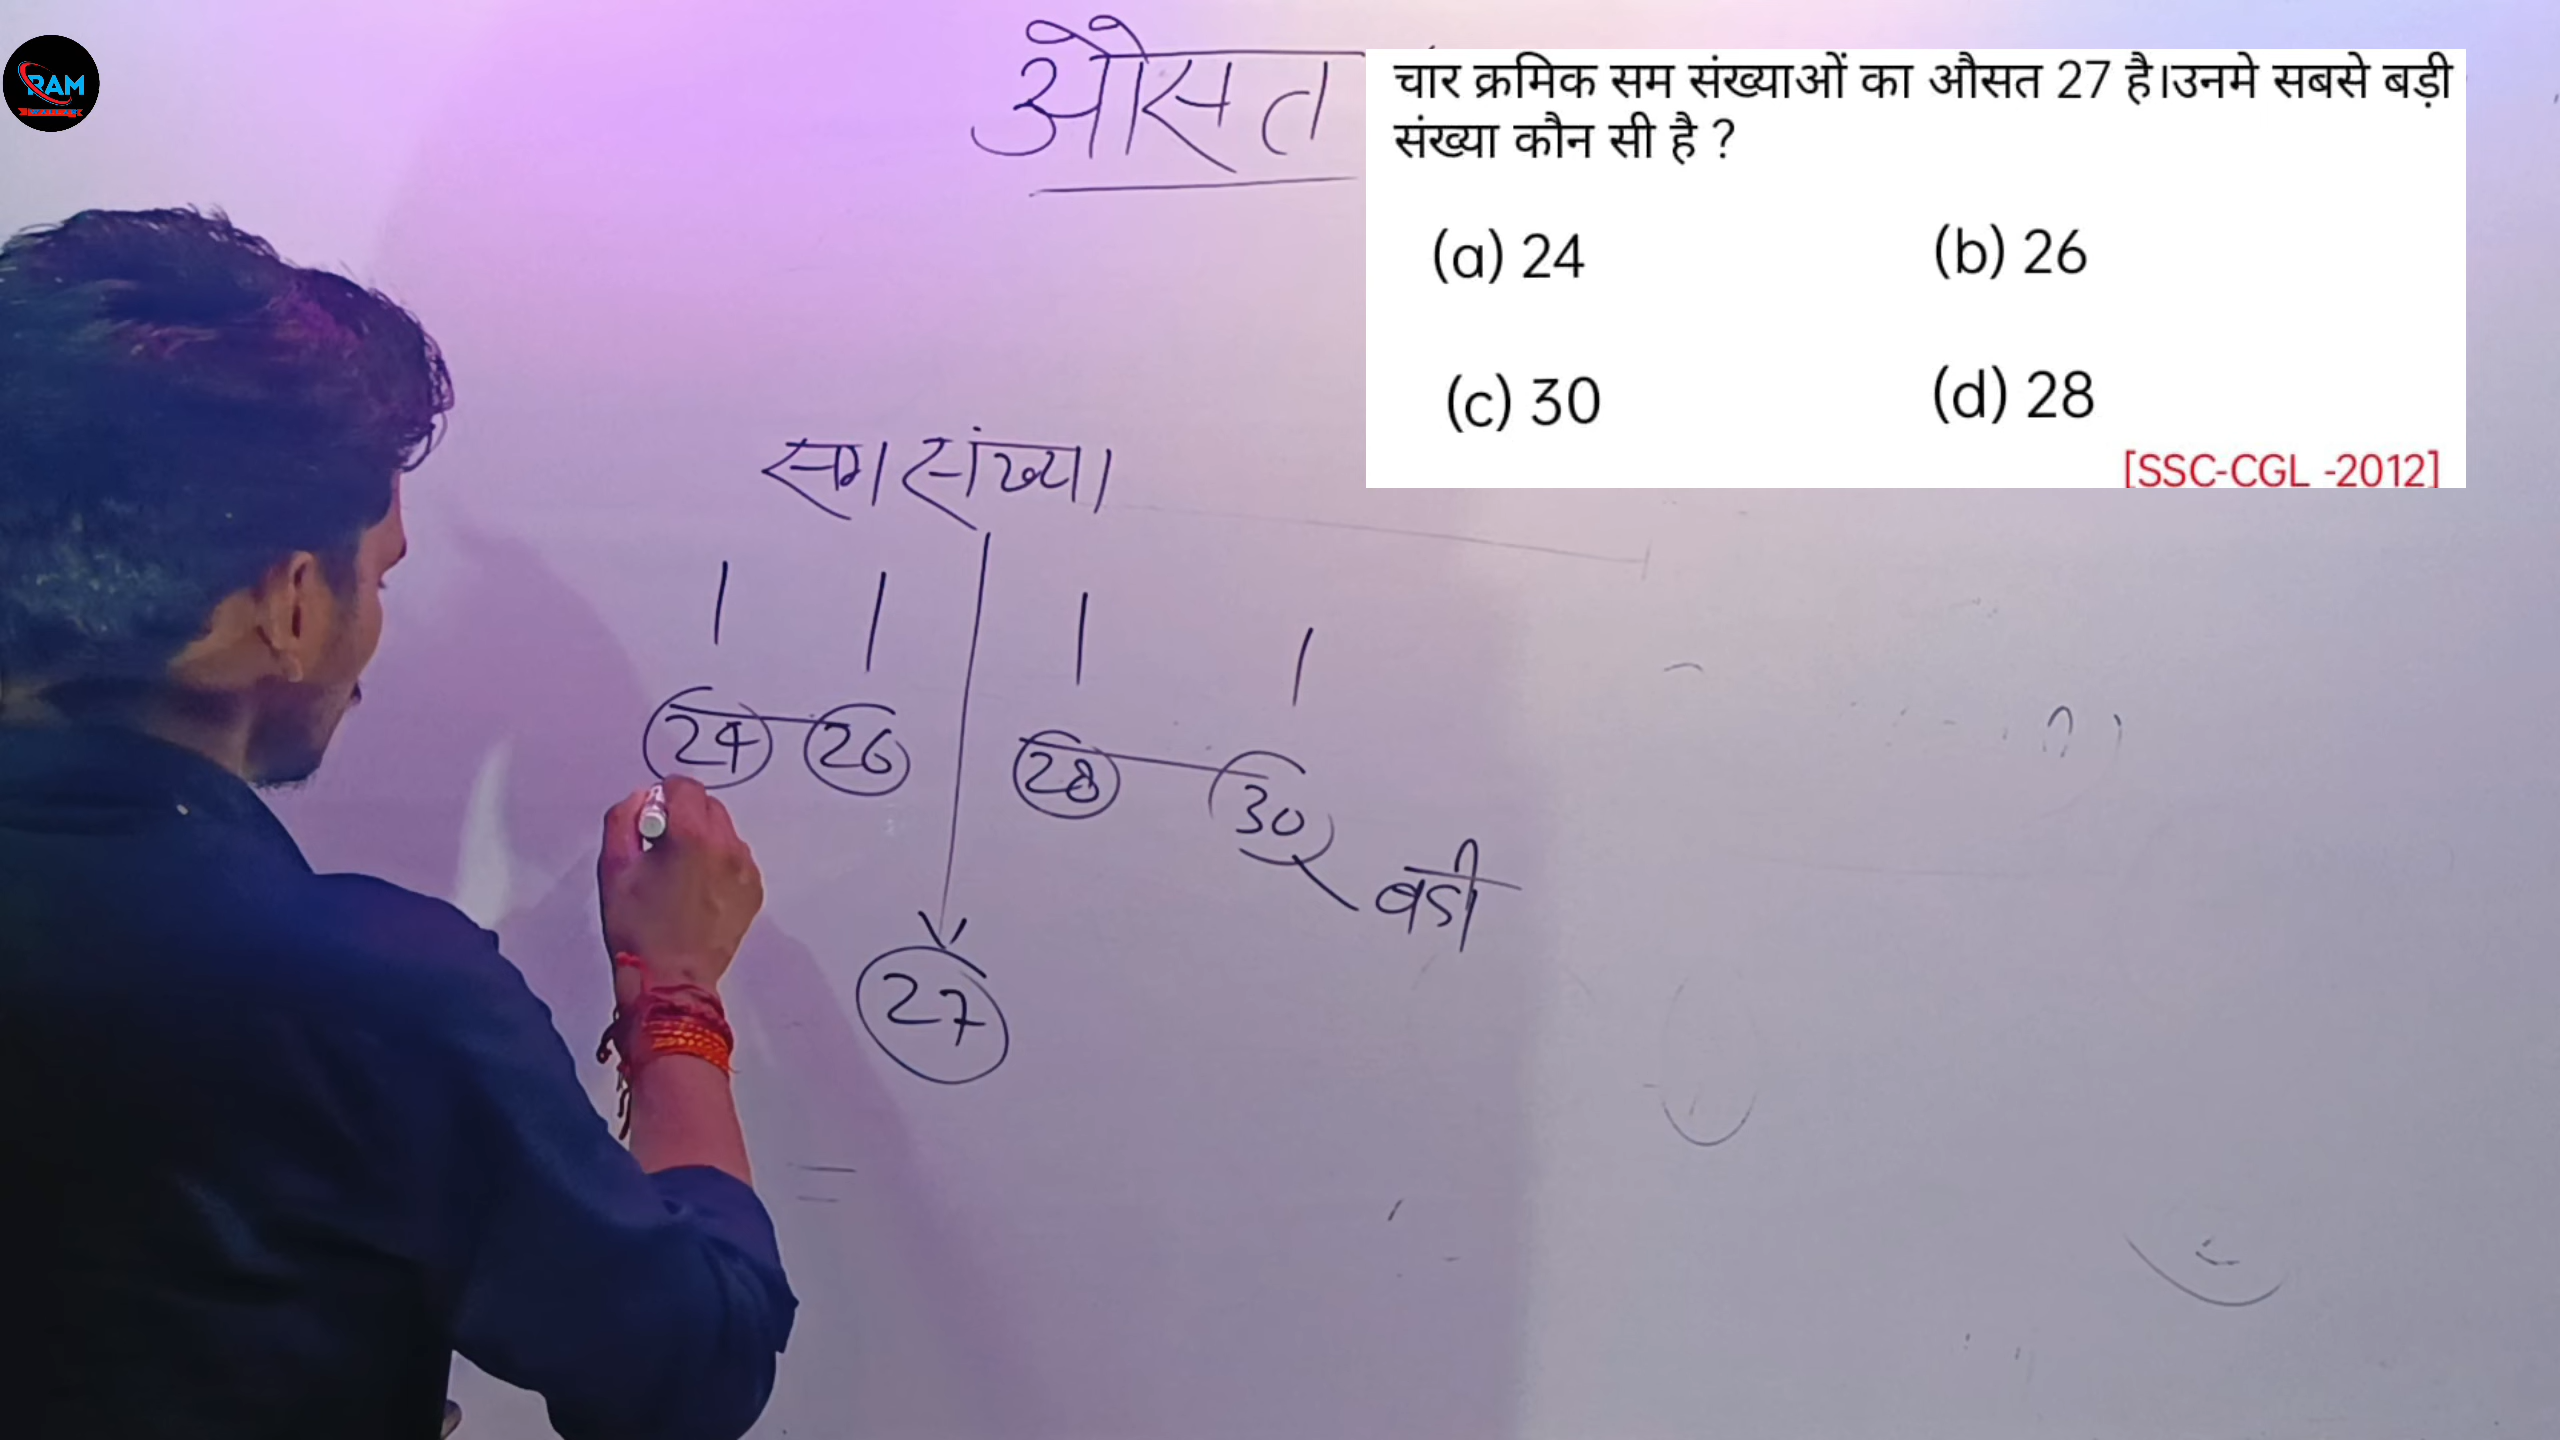 RAM
औसत
चार क्रमिक सम संख्याओं का औसत 27 है।उनमे सबसे बड़ी
संख्या कौन सी है ?
(a) 24 (b) 26
(c) 30 (d) 28
[SSC-CGL -2012]
सम संख्या
24 26 28 30
बडी
27
=